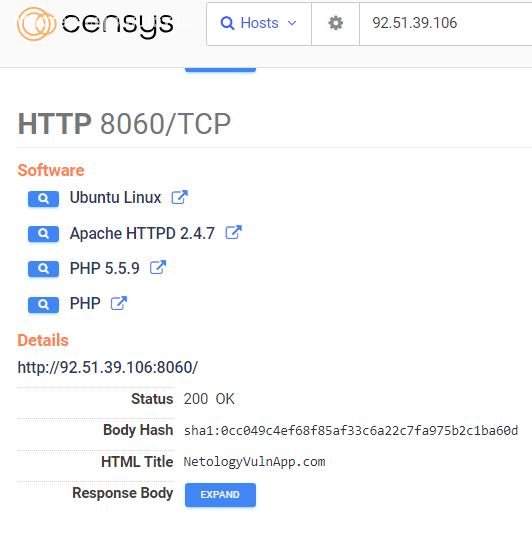 censys
Hosts
92.51.39.106
HTTP 8060/TCP
Software
Ubuntu Linux
Apache HTTPD 2.4.7
PHP 5.5.9
PHP
Details
http://92.51.39.106:8060/
Status 200 OK
Body Hash sha1:0cc049c4ef68f85af33c6a22c7fa975b2c1ba60d
HTML Title NetologyVulnApp.com
Response Body EXPAND